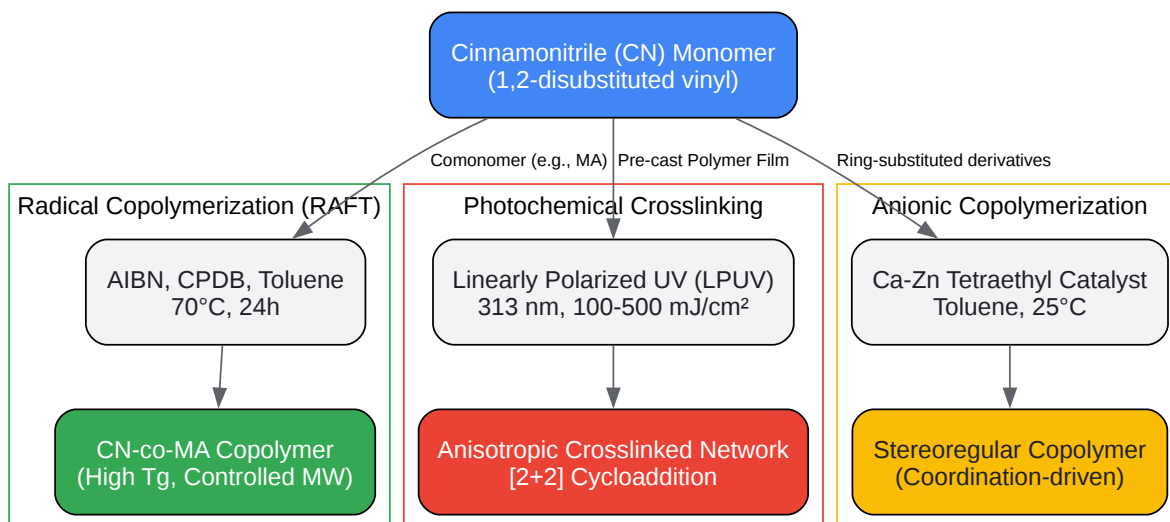 Cinnamonitrile (CN) Monomer
(1,2-disubstituted vinyl)
Comonomer (e.g., MA)
Pre-cast Polymer Film
Ring-substituted derivatives
Radical Copolymerization (RAFT)
AIBN, CPDB, Toluene
70°C, 24h
CN-co-MA Copolymer
(High Tg, Controlled MW)
Photochemical Crosslinking
Linearly Polarized UV (LPUV)
313 nm, 100-500 mJ/cm²
Anisotropic Crosslinked Network
[2+2] Cycloaddition
Anionic Copolymerization
Ca-Zn Tetraethyl Catalyst
Toluene, 25°C
Stereoregular Copolymer
(Coordination-driven)